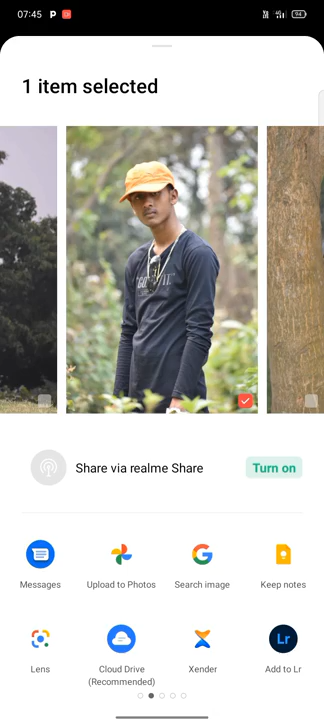 07:45
94
1 item selected
Share via realme Share
Turn on
Messages
Upload to Photos
Search image
Keep notes
Lens
Cloud Drive
(Recommended)
Xender
Lr
Add to Lr